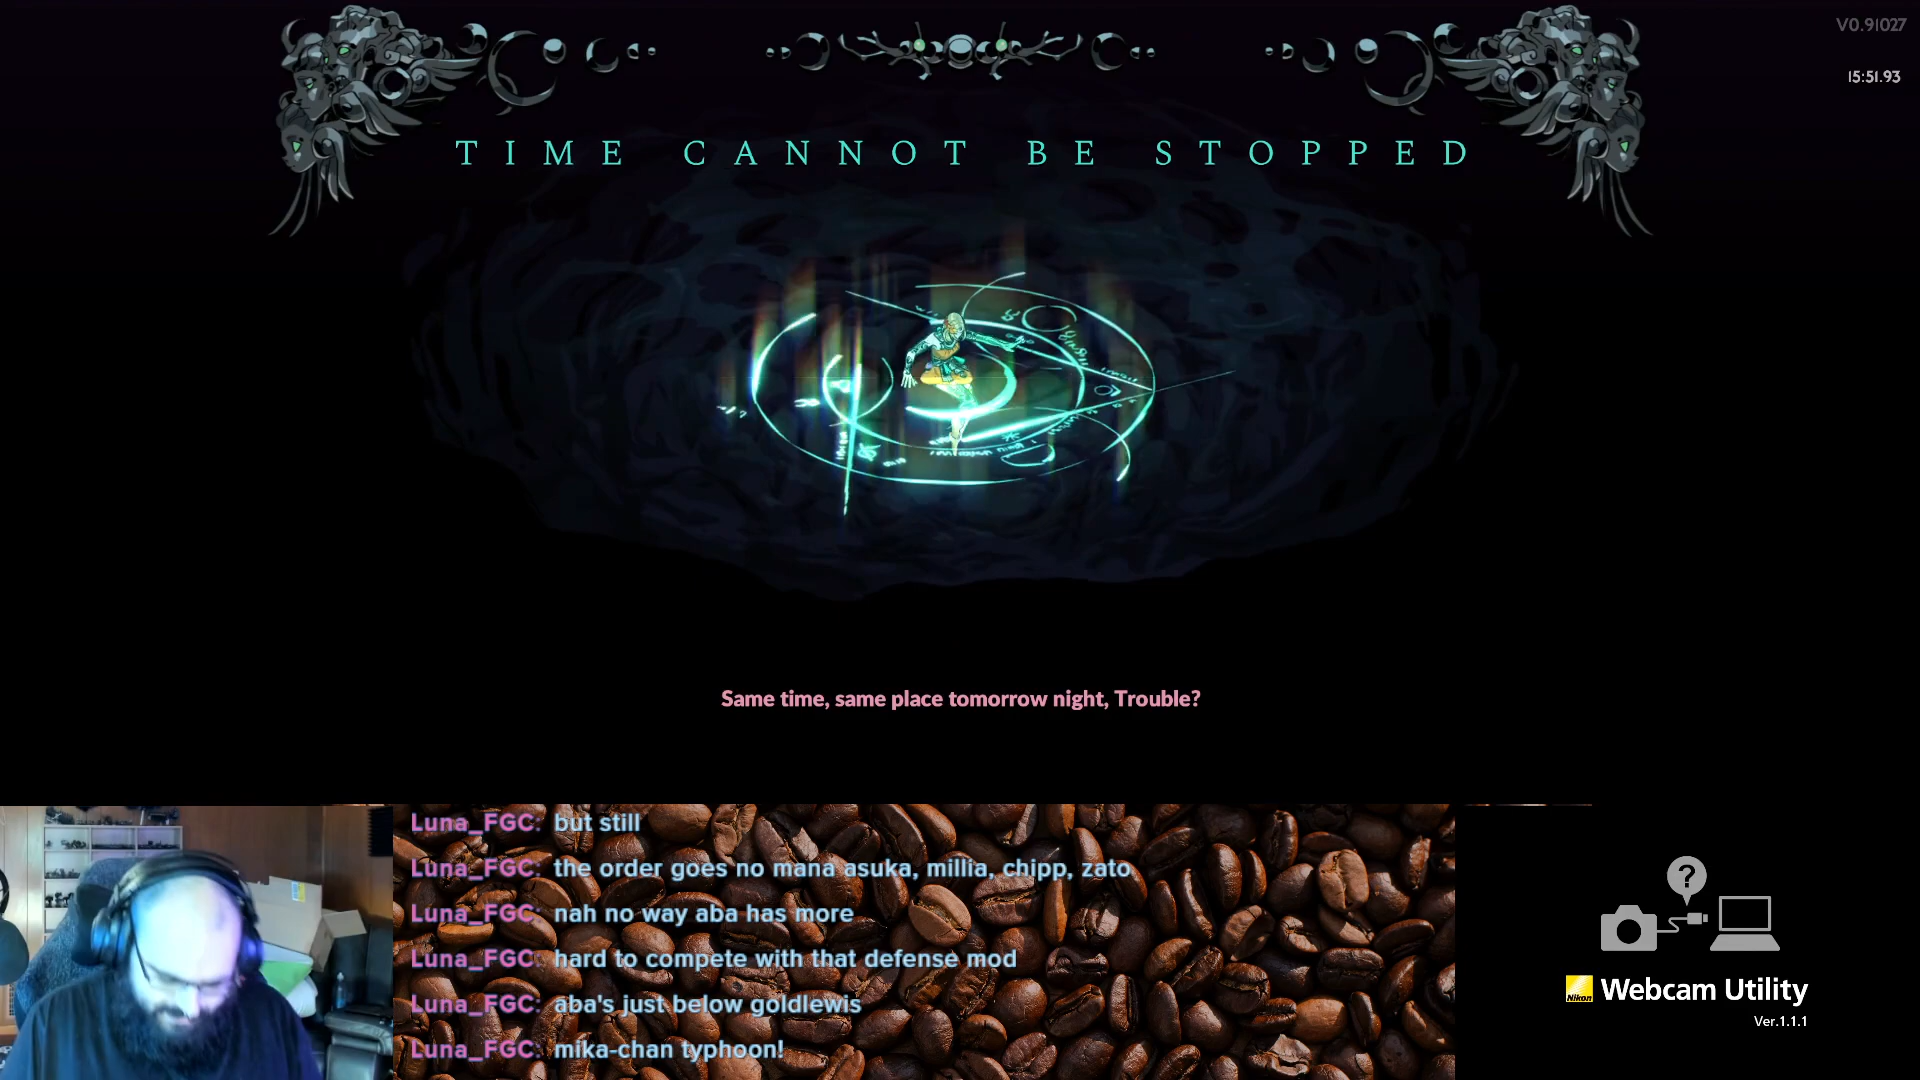 V0.91027
15:51.93
TIME CANNOT BE STOPPED
Same time, same place tomorrow night, Trouble?
Luna_FGC: but still
Luna_FGC: the order goes no mana asuka, millia, chipp, zato
Luna_FGC: nah no way aba has more
Luna_FGC: hard to compete with that defense mod
Luna_FGC: aba's just below goldlewis
Luna_FGC: mika-chan typhoon!
?
Nikon Webcam Utility
Ver.1.1.1